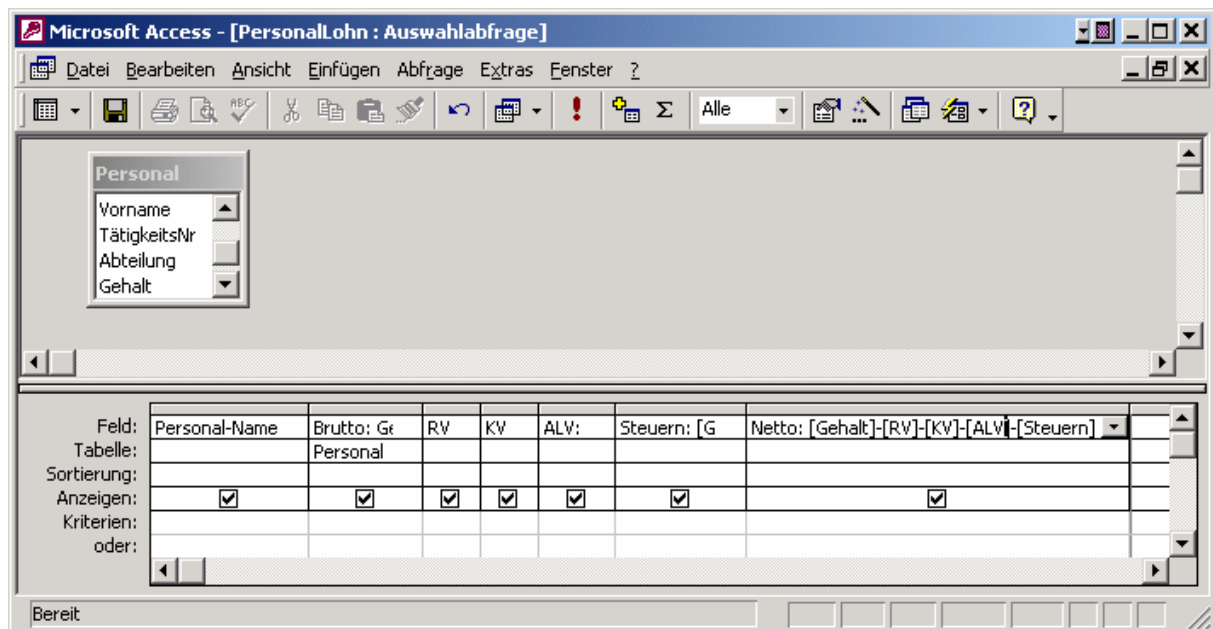 Microsoft Access - [PersonalLohn : Auswahlabfrage]
Datei Bearbeiten Ansicht Einfügen Abfrage Extras Fenster ?
Alle
Personal
Vorname
TätigkeitsNr
Abteilung
Gehalt
Feld: Personal-Name Brutto: Ge RV KV ALV: Steuern: [G Netto: [Gehalt]-[RV]-[KV]-[ALV]-[Steuern]
Tabelle: Personal
Sortierung:
Anzeigen:
Kriterien:
oder:
Bereit